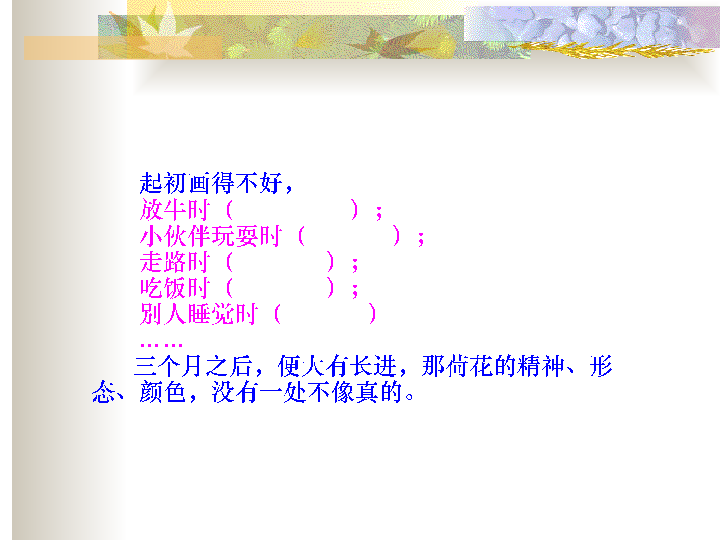 起初画得不好，
放牛时（　　　　　）；
小伙伴玩耍时（　　　　）；
走路时（　　　　）；
吃饭时（　　　　）；
别人睡觉时（　　　　）
……
三个月之后，便大有长进，那荷花的精神、形
态、颜色，没有一处不像真的。